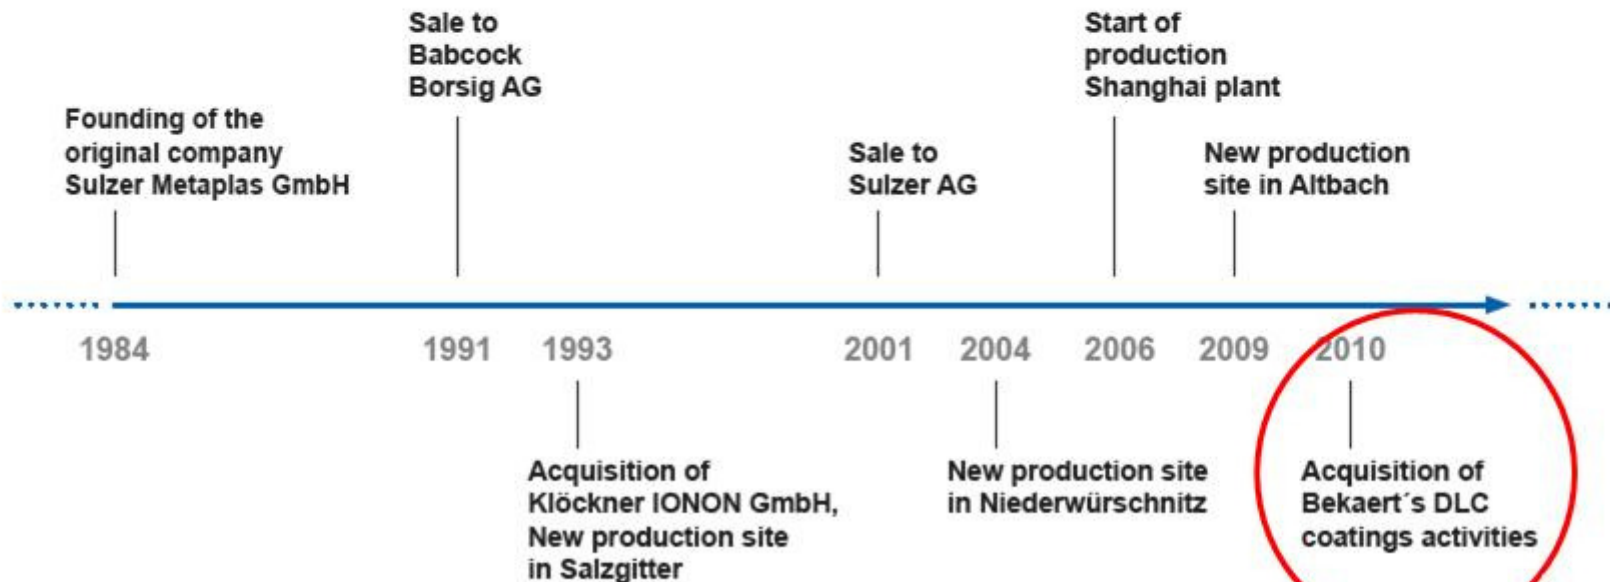 Sale to
Babcock
Borsig AG
Start of
production
Shanghai plant
Founding of the
original company
Sulzer Metaplas GmbH
Sale to
Sulzer AG
New production
site in Altbach
1984
1991
1993
2001
2004
2006
2009
2010
Acquisition of
Klöckner IONON GmbH,
New production site
in Salzgitter
New production site
in Niederwürschnitz
Acquisition of
Bekaert´s DLC
coatings activities